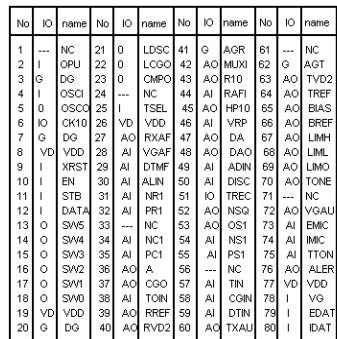 No IO name No IO name No IO name No IO name
1 --- NC 21 0 LDSC 41 G AGR 61 --- NC
2 I OPU 22 0 LCGO 42 AO MUXI 62 G AGT
3 G DG 23 0 CMPO 43 AO R10 63 AO TVD2
4 I OSCI 24 --- NC 44 AI RAFI 64 AO TREF
5 0 OSCO 25 I TSEL 45 AO HP10 65 AO BIAS
6 IO CK10 26 VD VDD 46 AI VRP 66 AO BREF
7 G DG 27 AO RXAF 47 AO DA 67 AO LIMH
8 VD VDD 28 AI VGAF 48 AO DAO 68 AO LIML
9 I XRST 29 AI DTMF 49 AI ADIN 69 AO LIMO
10 I EN 30 AI ALIN 50 AI DISC 70 AO TONE
11 I STB 31 AI NR1 51 IO TREC 71 --- NC
12 I DATA 32 AI PR1 52 AO NSQ 72 AO VGAU
13 O SW5 33 --- NC 53 AO OS1 73 AI EMIC
14 O SW4 34 AI NC1 54 AI NS1 74 AI IMIC
15 O SW3 35 AI PC1 55 AI PS1 75 AI TTON
16 O SW2 36 AO A 56 --- NC 76 AO ALER
17 O SW1 37 AO CGO 57 AI TIN 77 VD VDD
18 O SW0 38 AI TOIN 58 AI CGIN 78 I VG
19 VD VDD 39 AO RREF 59 AI DTIN 79 I EDAT
20 G DG 40 AO RVD2 60 AO TXAU 80 I IDAT